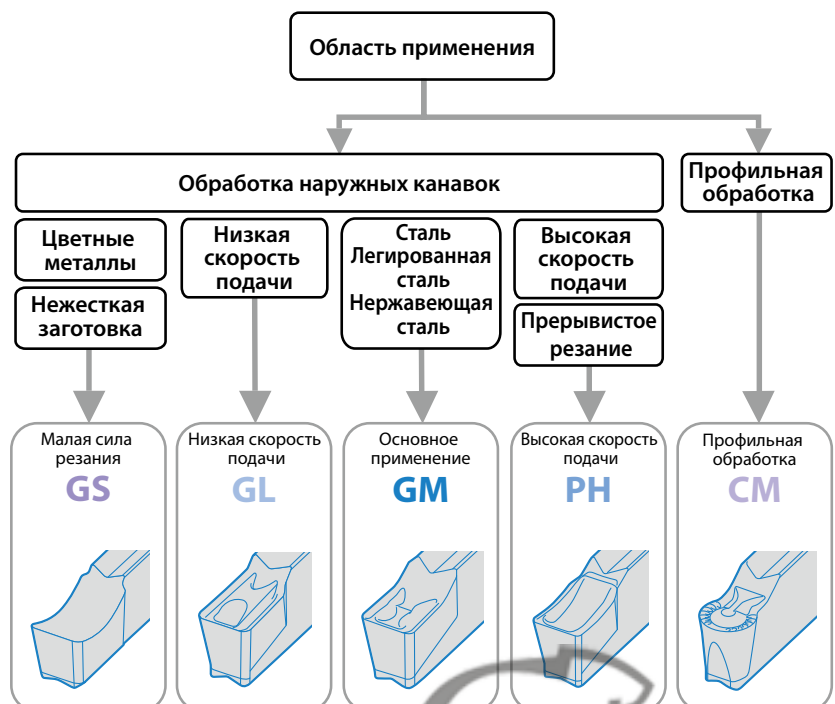 Область применения
Обработка наружных канавок
Профильная
обработка
Цветные
металлы
Нежесткая
заготовка
Низкая
скорость
подачи
Сталь
Легированная
сталь
Нержавеющая
сталь
Высокая
скорость
подачи
Прерывистое
резание
Малая сила
резания
GS
Низкая скорость
подачи
GL
Основное
применение
GM
Высокая скорость
подачи
PH
Профильная
обработка
CM